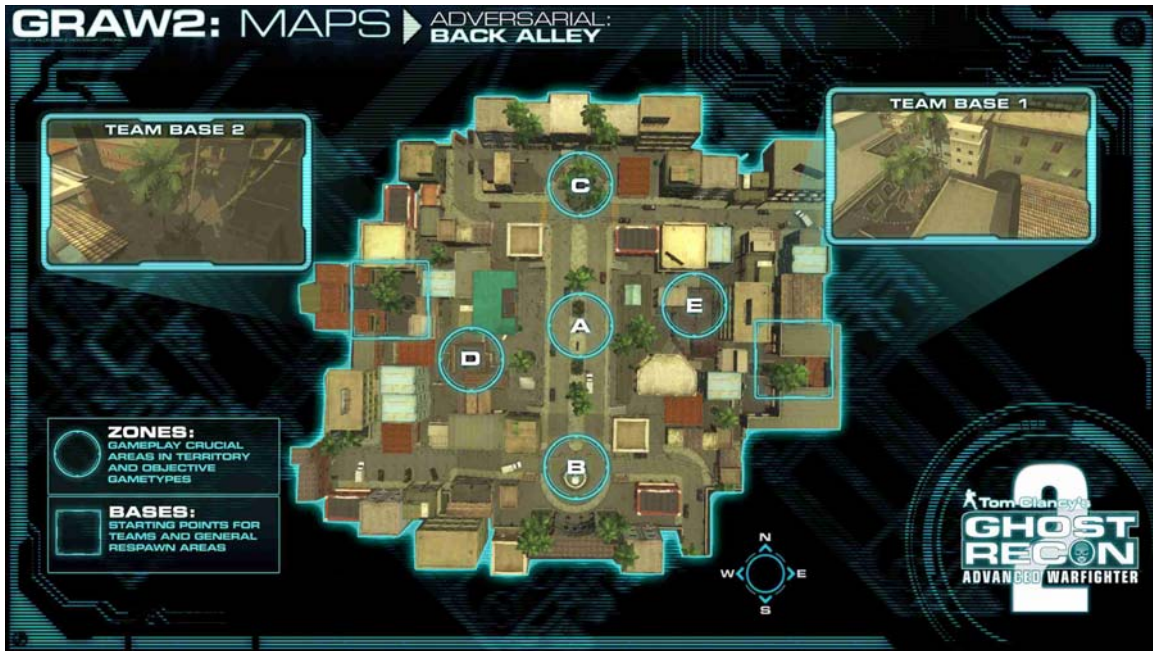 GRAW2: MAPS
ADVERSARIAL:
BACK ALLEY
TEAM BASE 2
TEAM BASE 1
C
E
A
D
B
ZONES:
GAMEPLAY CRUCIAL
AREAS IN TERRITORY
AND OBJECTIVE
GAMETYPES
BASES:
STARTING POINTS FOR
TEAMS AND GENERAL
RESPAWN AREAS
N
W E
S
2
Tom Clancy's
GHOST
RECON
ADVANCED WARFIGHTER